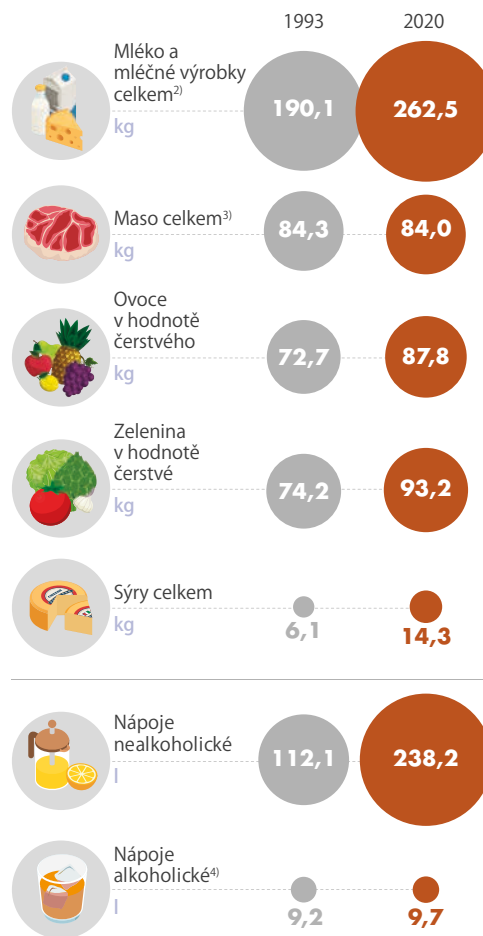 1993 2020
Mléko a
mléčné výrobky
celkem2)
kg
190,1 262,5
Maso celkem3)
kg
84,3 84,0
Ovoce
v hodnotě
čerstvého
kg
72,7 87,8
Zelenina
v hodnotě
čerstvé
kg
74,2 93,2
Sýry celkem
kg
6,1 14,3
Nápoje
nealkoholické
l
112,1 238,2
Nápoje
alkoholické4)
l
9,2 9,7